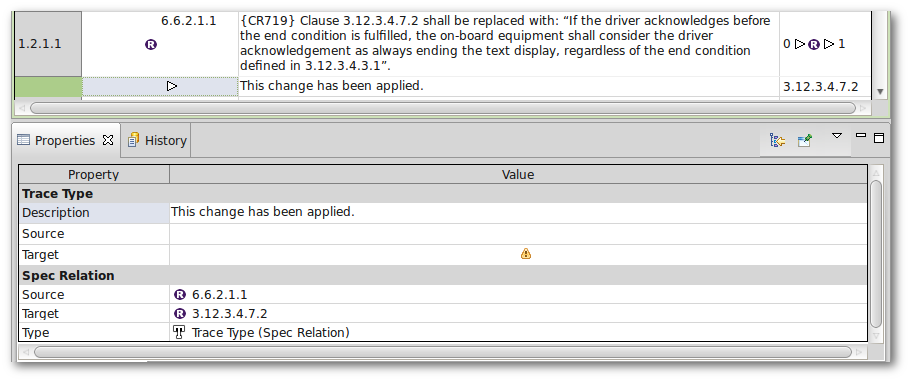 6.6.2.1.1 {CR719} Clause 3.12.3.4.7.2 shall be replaced with: “If the driver acknowledges before
1.2.1.1 R the end condition is fulfilled, the on-board equipment shall consider the driver 0 ▷ R ▷ 1
acknowledgement as always ending the text display, regardless of the end condition
defined in 3.12.3.4.3.1”.
▷ This change has been applied. 3.12.3.4.7.2
Properties History
Property Value
Trace Type
Description This change has been applied.
Source
Target
Spec Relation
Source R 6.6.2.1.1
Target R 3.12.3.4.7.2
Type Trace Type (Spec Relation)